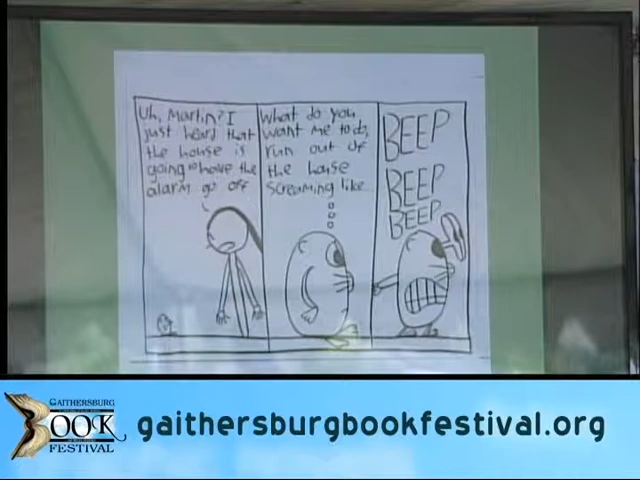 Uh, Martin? I
just heard that
the house is
going to have the
alarm go off
What do you
want me to do,
run out of
the house
screaming like...
BEEP
BEEP
BEEP
GAITHERSBURG
BOOK
FESTIVAL
gaithersburgbookfestival.org